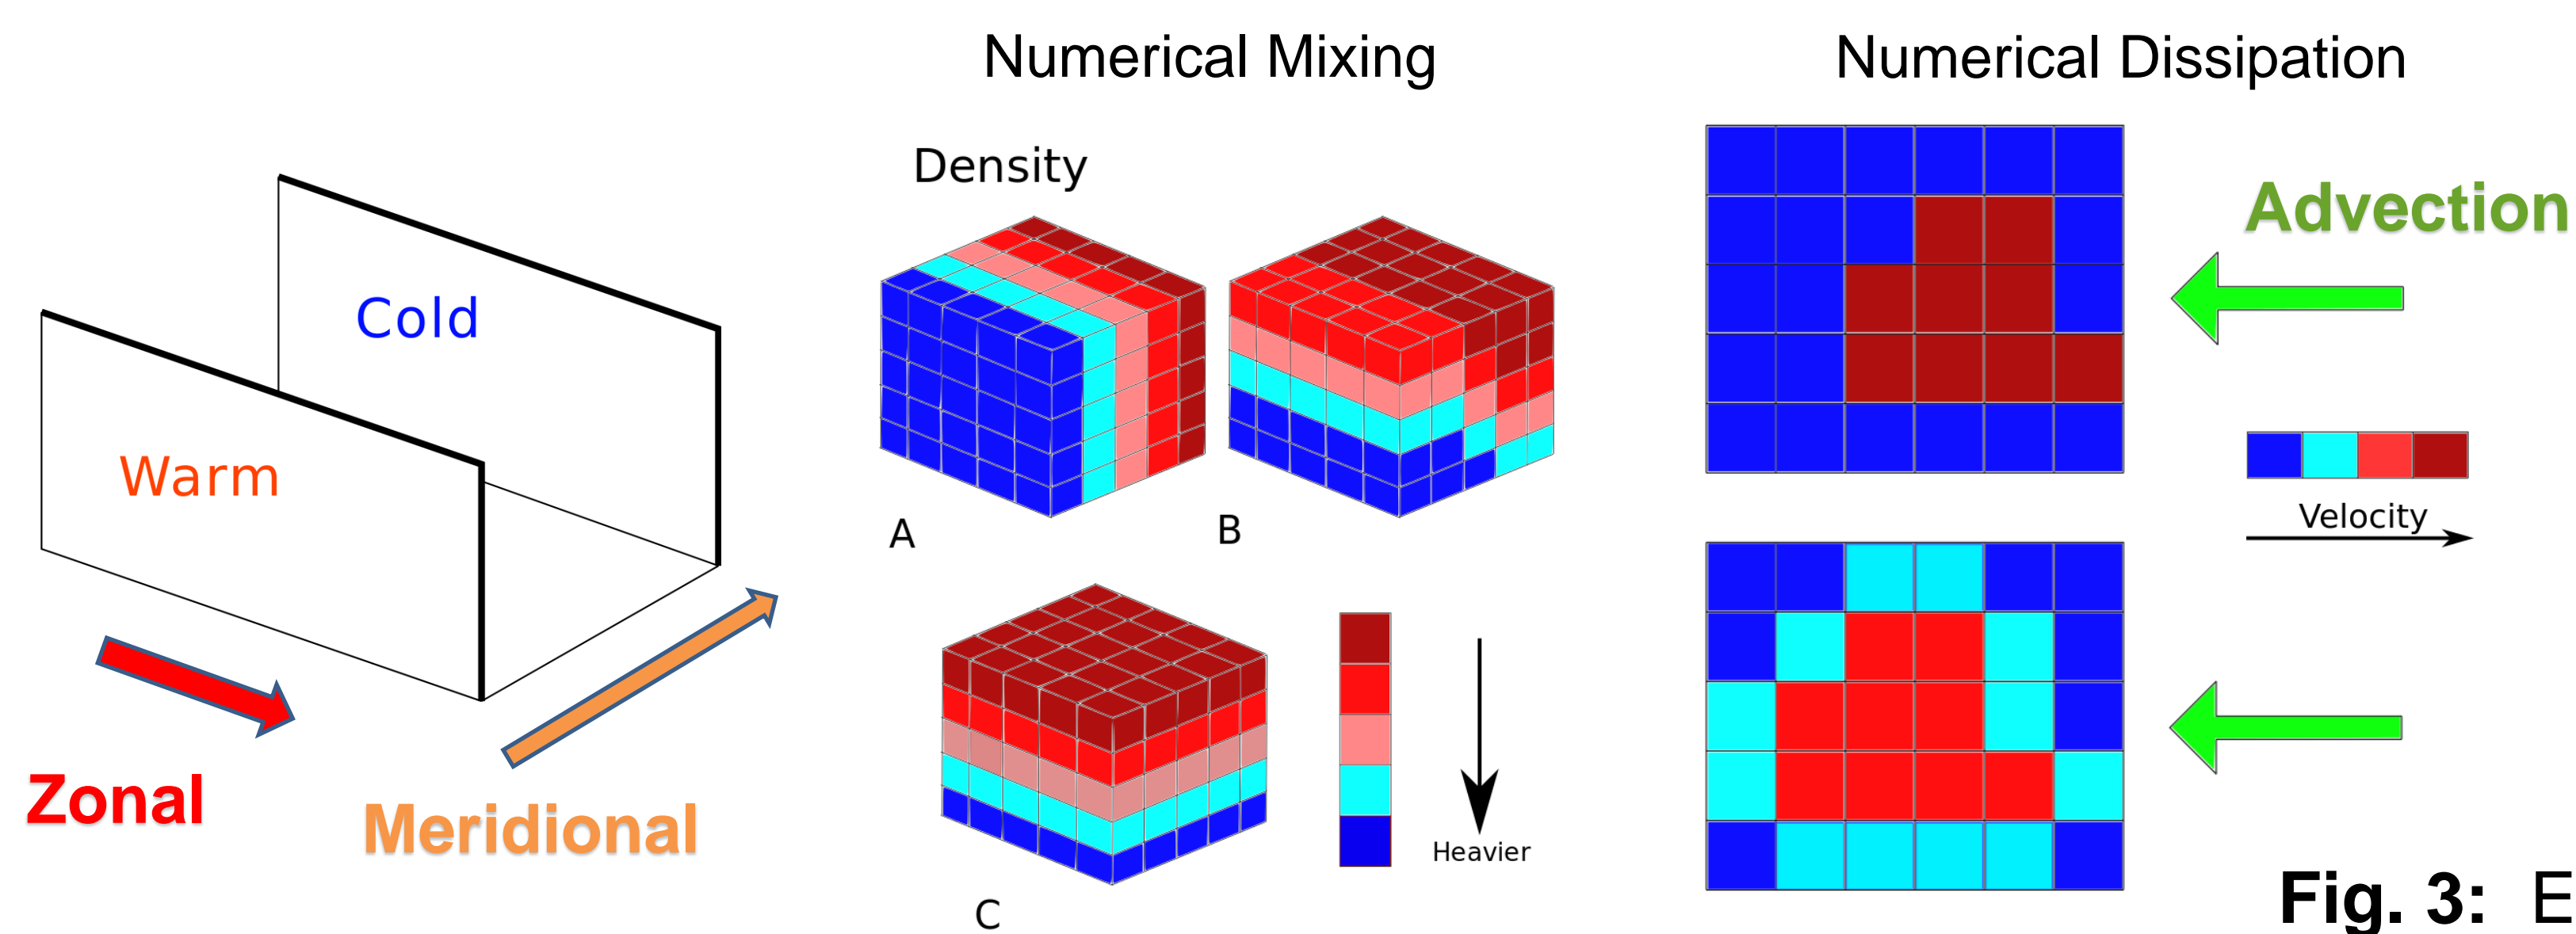 Numerical Mixing
Numerical Dissipation
Density
Advection
Cold
Warm
Velocity
A
B
Zonal
Meridional
Heavier
C
Fig. 3: E